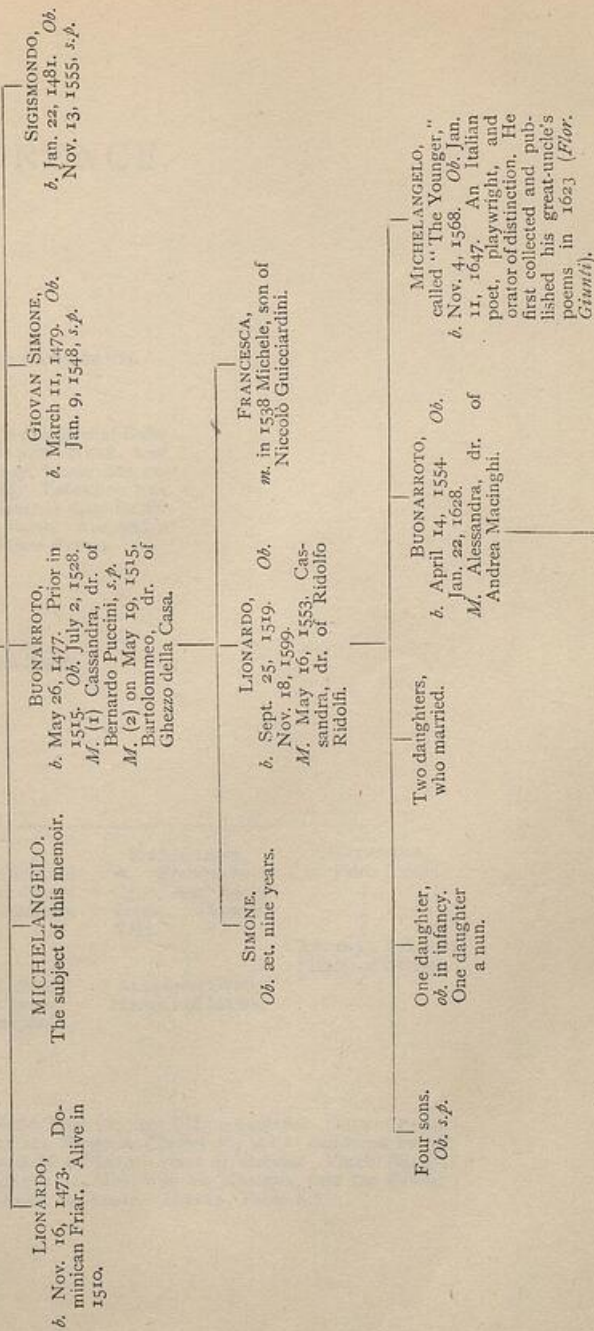 LIONARDO,
b. Nov. 16, 1473. Do-
minican Friar. Alive in
1510.
MICHELANGELO.
The subject of this memoir.
BUONARROTO,
b. May 26, 1477. Prior in
1515. Ob. July 2, 1528.
M. (1) Cassandra, dr. of
Bernardo Puccini, s.p.
M. (2) on May 19, 1515,
Bartolommeo, dr. of
Ghezzo della Casa.
GIOVAN SIMONE,
b. March 11, 1479. Ob.
Jan. 9, 1548, s.p.
SIGISMONDO,
b. Jan. 22, 1481. Ob.
Nov. 13, 1555, s.p.
SIMONE.
Ob. æt. nine years.
LIONARDO,
b. Sept. 25, 1519. Ob.
Nov. 18, 1599.
M. May 16, 1553, Cas-
sandra, dr. of Ridolfo
Ridolfi.
FRANCESCA,
m. in 1538 Michele, son of
Niccolò Guicciardini.
Four sons.
Ob. s.p.
One daughter,
ob. in infancy.
One daughter
a nun.
Two daughters,
who married.
BUONARROTO,
b. April 14, 1554. Ob.
Jan. 22, 1628.
M. Alessandra, dr. of
Andrea Macinghi.
MICHELANGELO,
called "The Younger,"
b. Nov. 4, 1568. Ob. Jan.
11, 1647. An Italian
poet, playwright, and
orator of distinction. He
first collected and pub-
lished his great-uncle's
poems in 1623 (Flor.
Giunti).